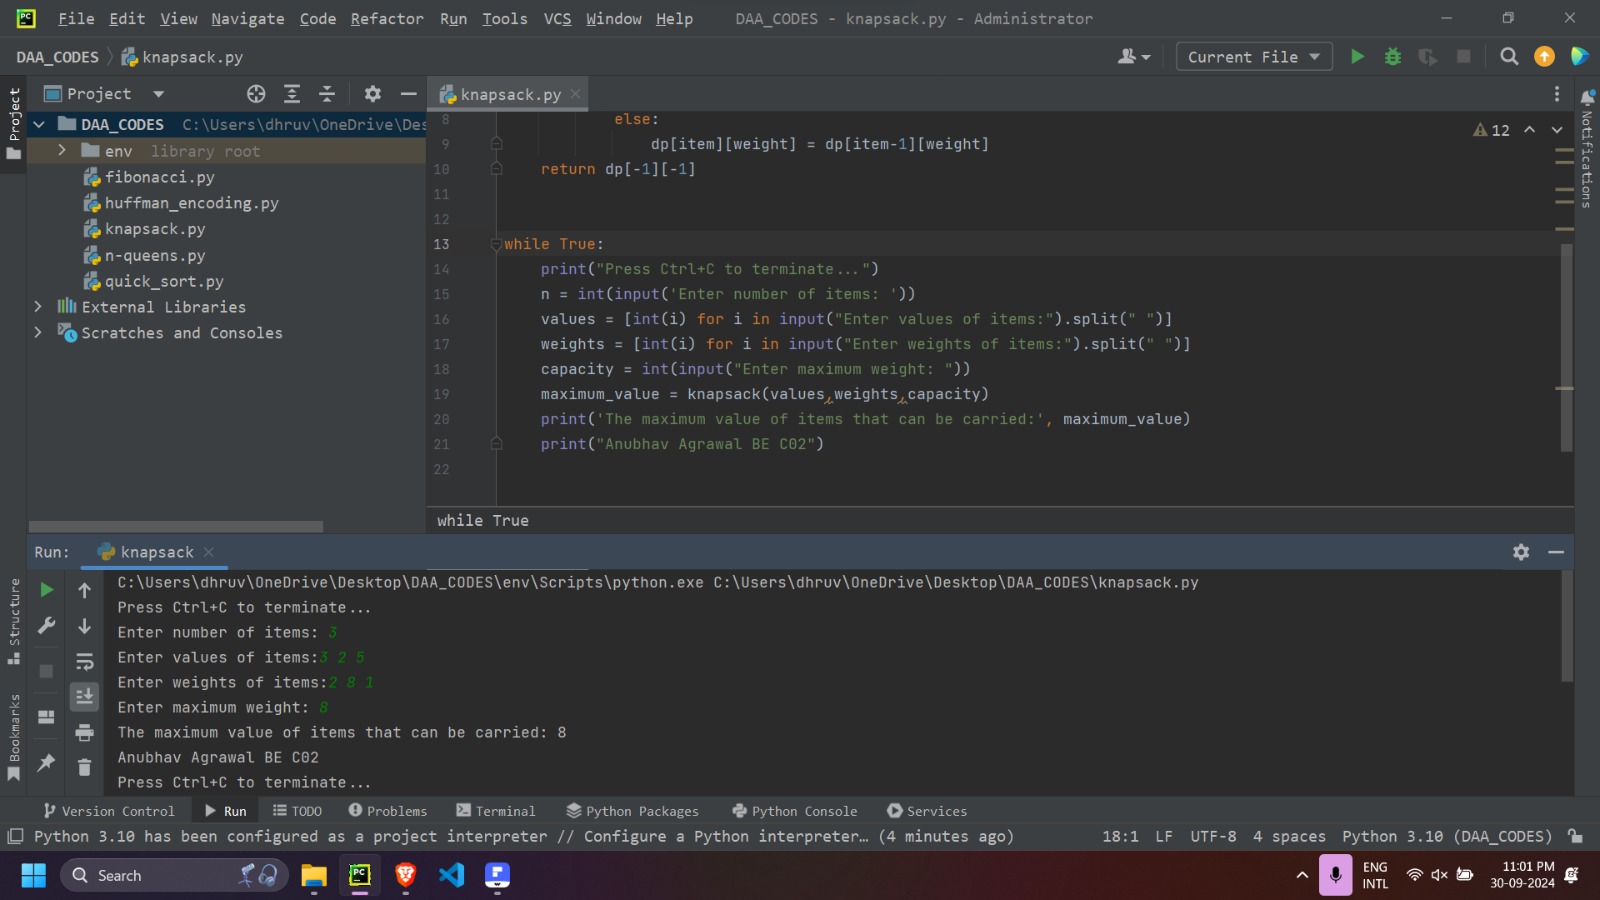 File Edit View Navigate Code Refactor Run Tools VCS Window Help DAA_CODES - knapsack.py - Administrator
DAA_CODES knapsack.py Current File
Project knapsack.py
Project
DAA_CODES C:\Users\dhruv\OneDrive\Des
env library root
fibonacci.py
huffman_encoding.py
knapsack.py
n-queens.py
quick_sort.py
External Libraries
Scratches and Consoles
12
Notifications
8 else:
9 dp[item][weight] = dp[item-1][weight]
10 return dp[-1][-1]
11
12
13 while True:
14 print("Press Ctrl+C to terminate...")
15 n = int(input('Enter number of items: '))
16 values = [int(i) for i in input("Enter values of items:").split(" ")]
17 weights = [int(i) for i in input("Enter weights of items:").split(" ")]
18 capacity = int(input("Enter maximum weight: "))
19 maximum_value = knapsack(values,weights,capacity)
20 print('The maximum value of items that can be carried:', maximum_value)
21 print("Anubhav Agrawal BE C02")
22
while True
Run: knapsack
Structure
Bookmarks
C:\Users\dhruv\OneDrive\Desktop\DAA_CODES\env\Scripts\python.exe C:\Users\dhruv\OneDrive\Desktop\DAA_CODES\knapsack.py
Press Ctrl+C to terminate...
Enter number of items: 3
Enter values of items:3 2 5
Enter weights of items:2 8 1
Enter maximum weight: 8
The maximum value of items that can be carried: 8
Anubhav Agrawal BE C02
Press Ctrl+C to terminate...
Version Control Run TODO Problems Terminal Python Packages Python Console Services
Python 3.10 has been configured as a project interpreter // Configure a Python interpreter... (4 minutes ago) 18:1 LF UTF-8 4 spaces Python 3.10 (DAA_CODES)
Search
ENG
INTL
11:01 PM
30-09-2024